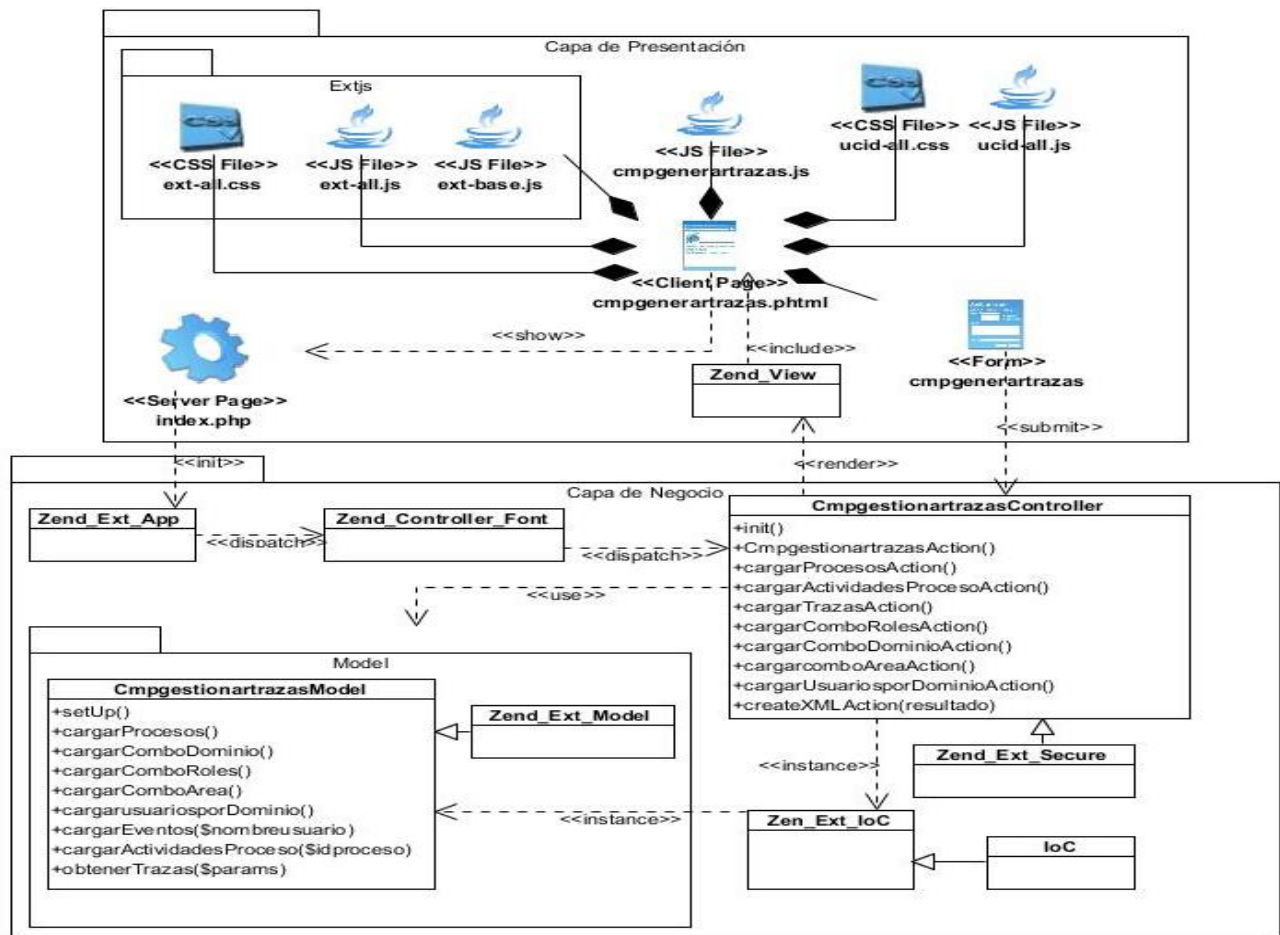 Capa de Presentación
Extjs
<<CSS File>>
ext-all.css
<<JS File>>
ext-all.js
<<JS File>>
ext-base.js
<<JS File>>
cmpgenerartrazas.js
<<CSS File>>
ucid-all.css
<<JS File>>
ucid-all.js
<<Client Page>>
cmpgenerartrazas.phtml
<<show>>
<<include>>
<<Server Page>>
index.php
Zend_View
<<Form>>
cmpgenerartrazas
<<submit>>
<<init>>
<<render>>
Capa de Negocio
Zend_Ext_App
<<dispatch>>
Zend_Controller_Font
<<dispatch>>
CmpgestionartrazasController
+init()
+CmpgestionartrazasAction()
+cargarProcesosAction()
+cargarActividadesProcesoAction()
+cargarTrazasAction()
+cargarComboRolesAction()
+cargarComboDominioAction()
+cargarcomboAreaAction()
+cargarUsuariosporDominioAction()
+createXMLAction(resultado)
<<use>>
Model
CmpgestionartrazasModel
+setUp()
+cargarProcesos()
+cargarComboDominio()
+cargarComboRoles()
+cargarComboArea()
+cargarusuariosporDominio()
+cargarEventos($nombreusuario)
+cargarActividadesProceso($idproceso)
+obtenerTrazas($params)
Zend_Ext_Model
Zend_Ext_Secure
<<instance>>
<<instance>>
Zen_Ext_IoC
IoC